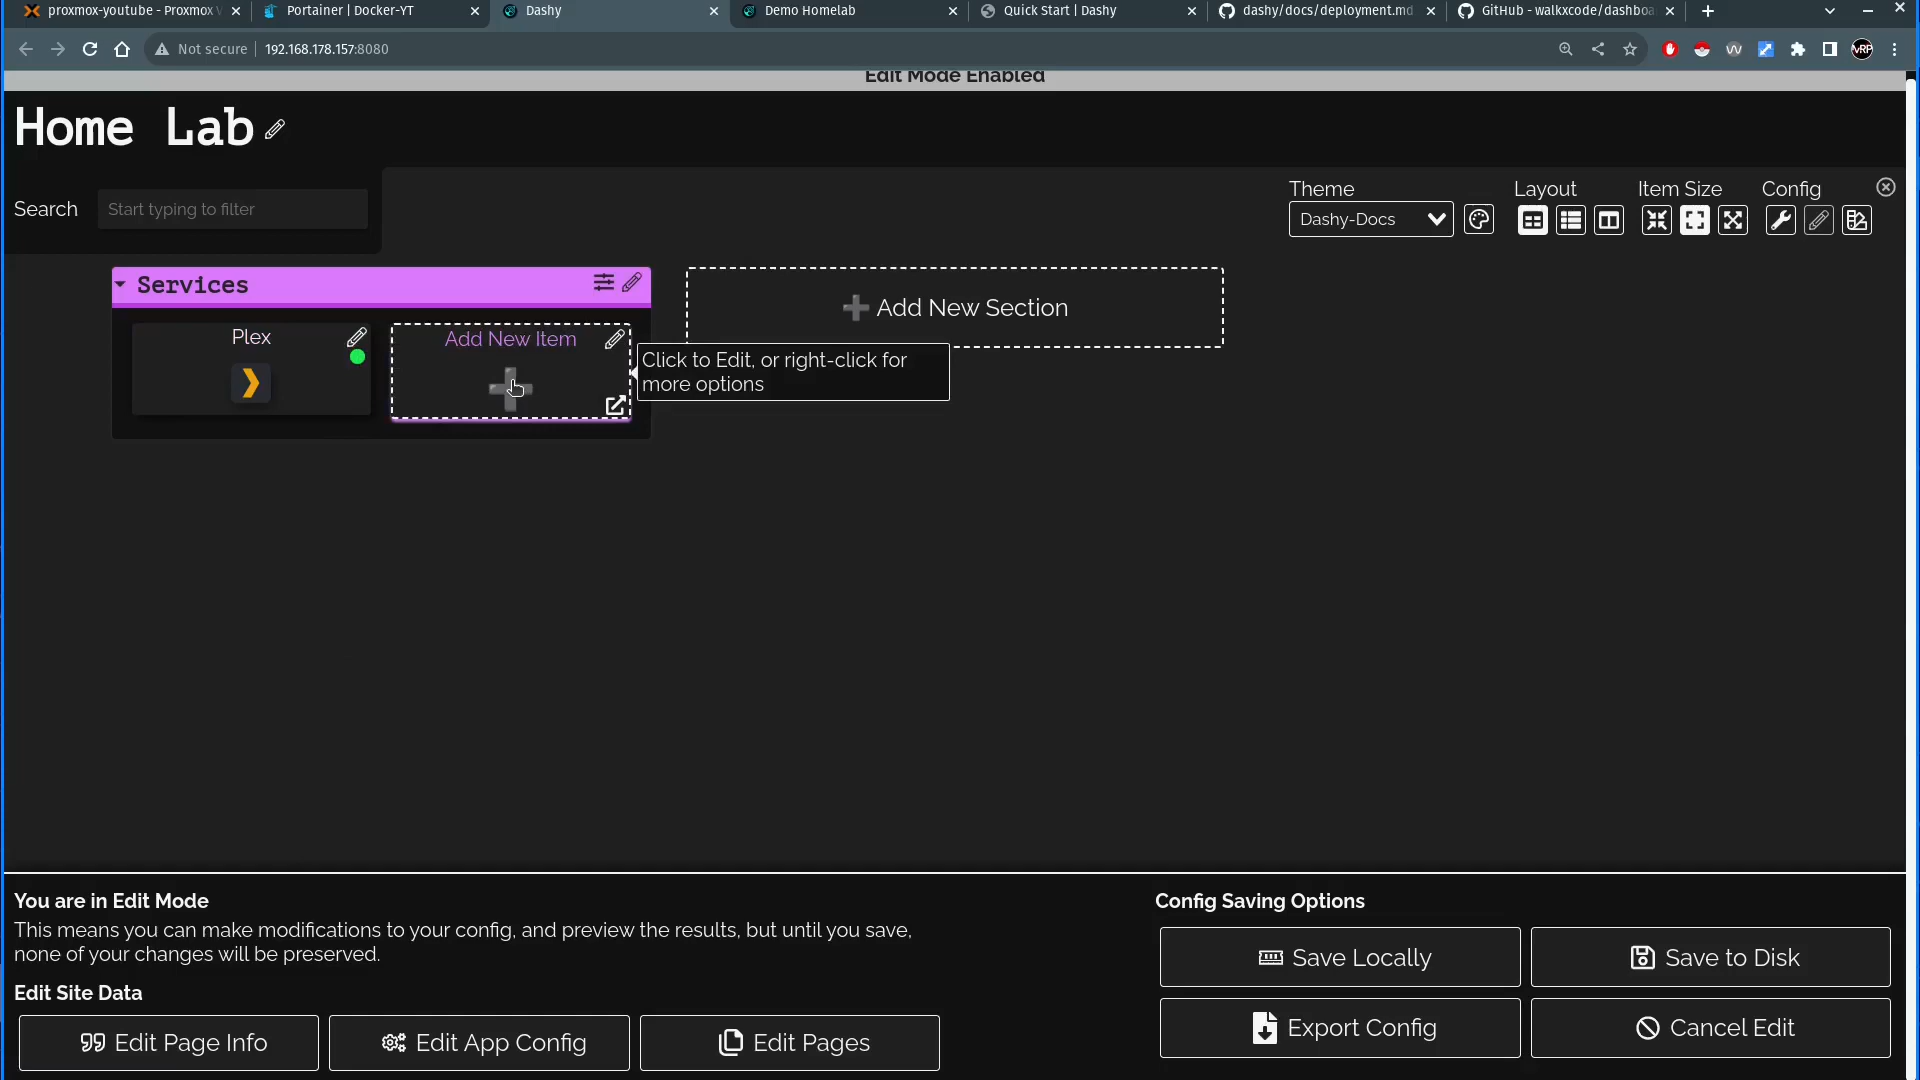 proxmox-youtube - Proxmox V
Portainer | Docker-YT
Dashy
Demo Homelab
Quick Start | Dashy
dashy/docs/deployment.md
GitHub - walkxcode/dashboa
Not secure
192.168.178.157:8080
VRP
Edit Mode Enabled
Home Lab
Search
Start typing to filter
Theme
Dashy-Docs
Layout
Item Size
Config
Services
Add New Section
Plex
Add New Item
Click to Edit, or right-click for
more options
You are in Edit Mode
This means you can make modifications to your config, and preview the results, but until you save,
none of your changes will be preserved.
Edit Site Data
Edit Page Info
Edit App Config
Edit Pages
Config Saving Options
Save Locally
Save to Disk
Export Config
Cancel Edit